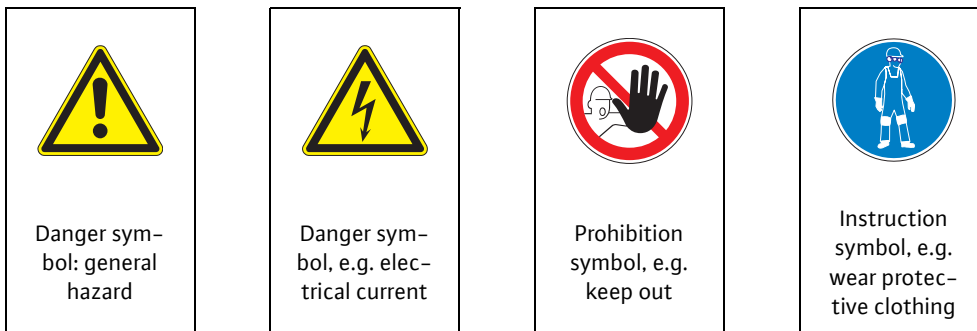 Danger sym–
bol: general
hazard
Danger sym–
bol, e.g. elec–
trical current
Prohibition
symbol, e.g.
keep out
Instruction
symbol, e.g.
wear protec–
tive clothing